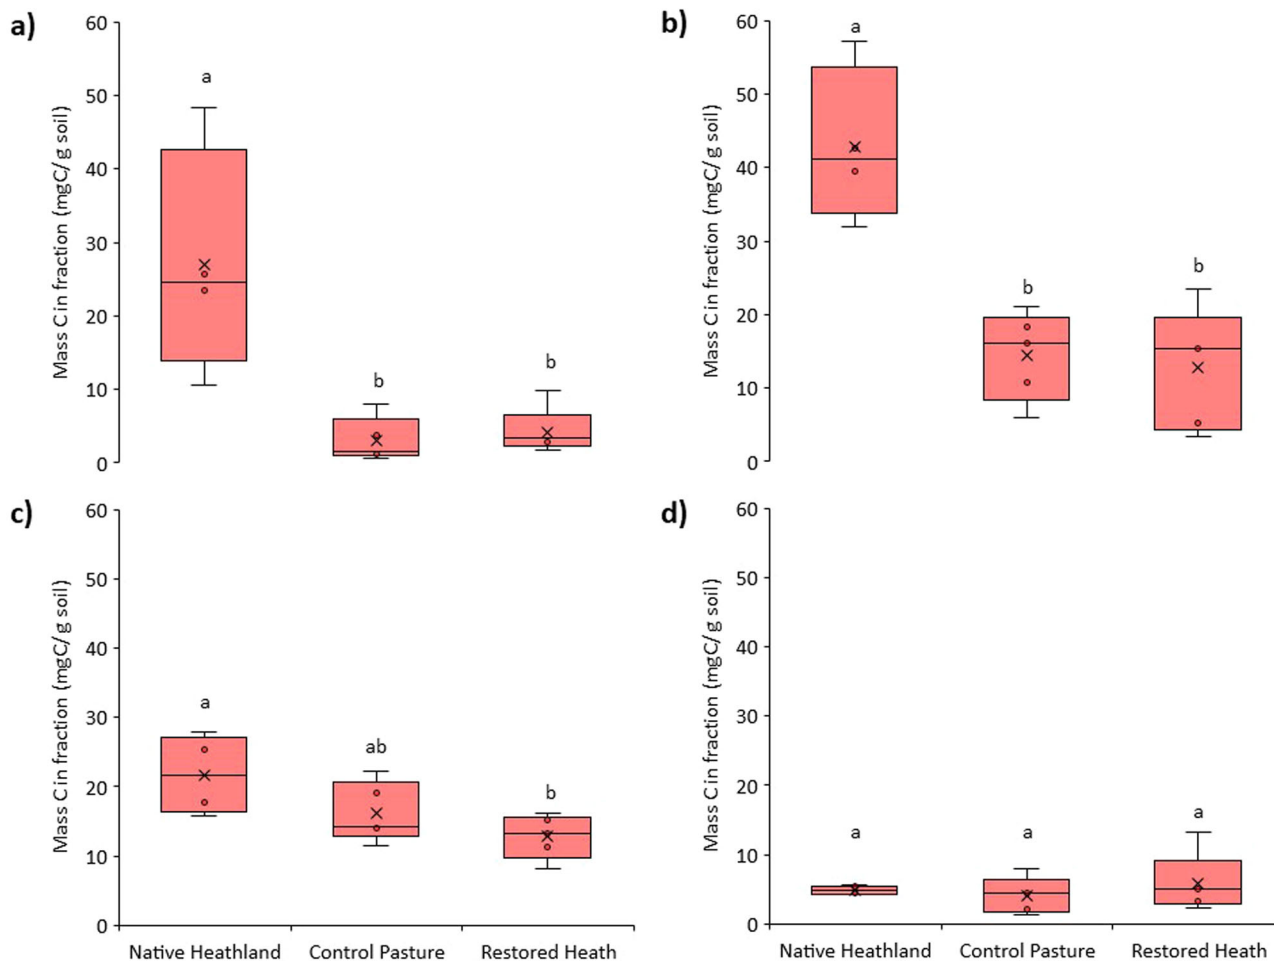 a)
60
50
40
30
20
10
0
Mass C in fraction (mgC/g soil)
a
b
b
b)
60
50
40
30
20
10
0
Mass C in fraction (mgC/g soil)
a
b
b
c)
60
50
40
30
20
10
0
Mass C in fraction (mgC/g soil)
a
ab
b
Native Heathland Control Pasture Restored Heath
d)
60
50
40
30
20
10
0
Mass C in fraction (mgC/g soil)
a
a
a
Native Heathland Control Pasture Restored Heath